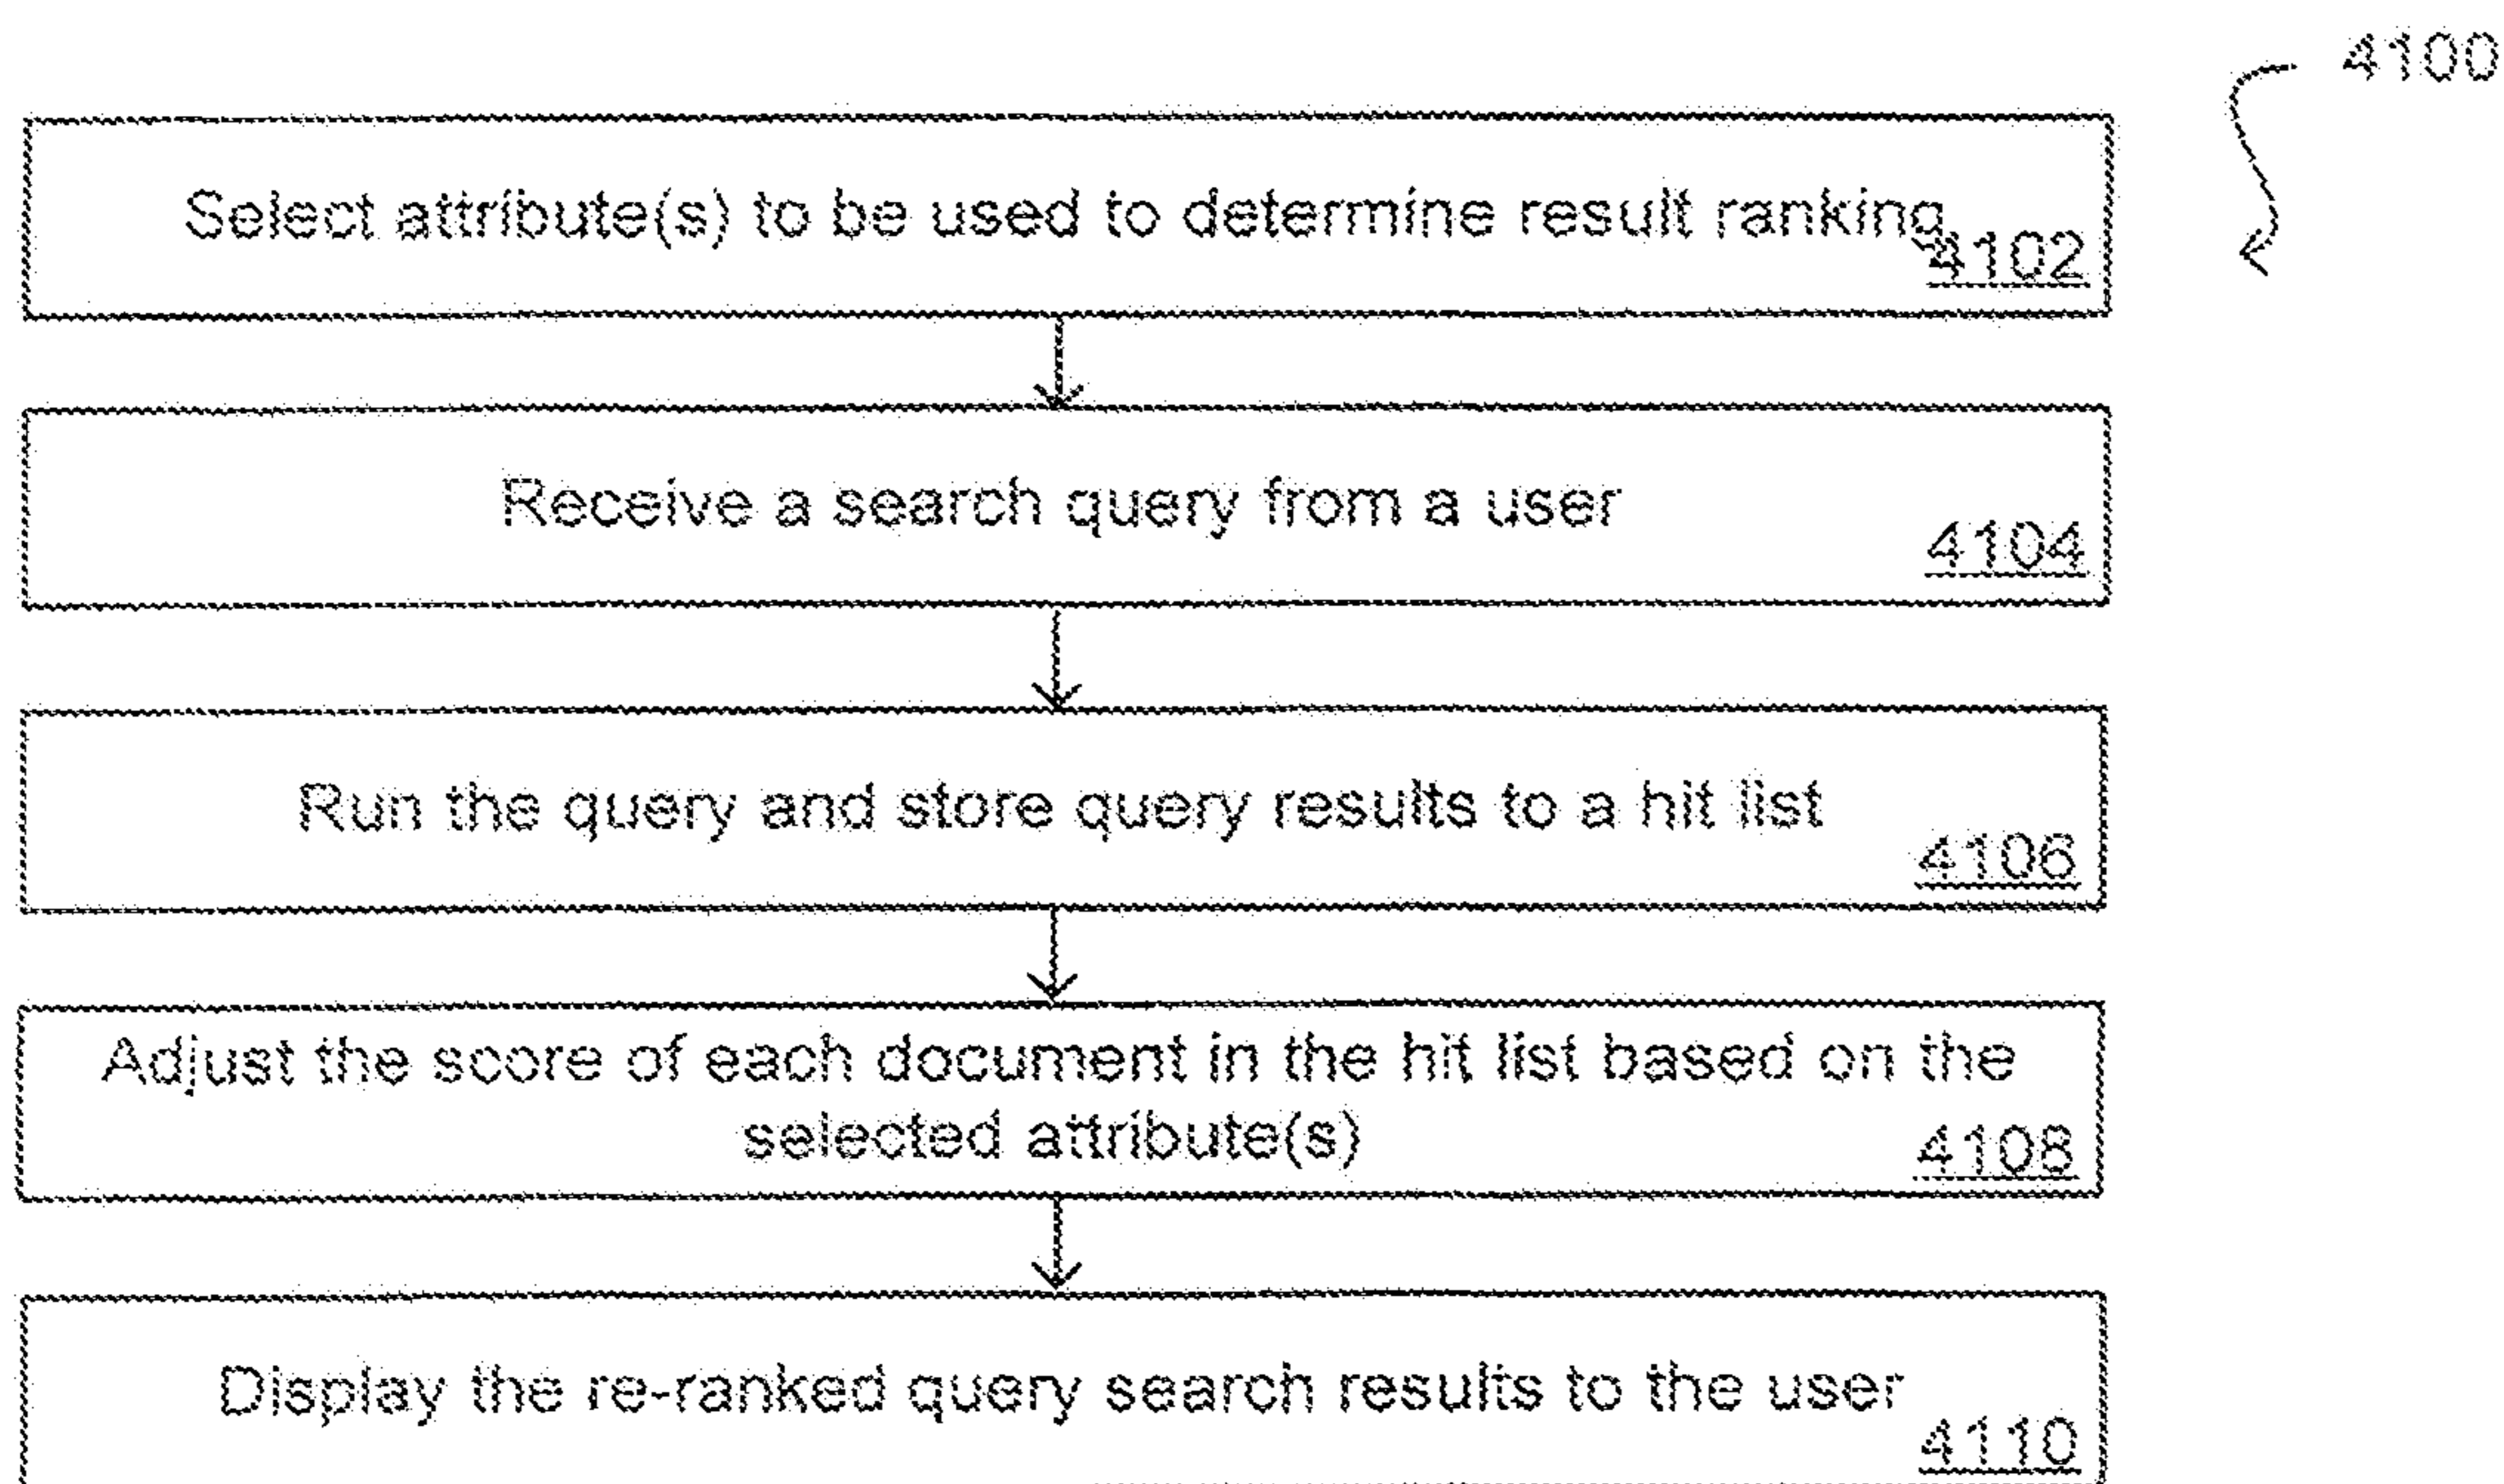 4100
Select attribute(s) to be used to determine result ranking
4102
Receive a search query from a user
4104
Run the query and store query results to a hit list
4106
Adjust the score of each document in the hit list based on the
selected attribute(s)
4108
Display the re-ranked query search results to the user
4110